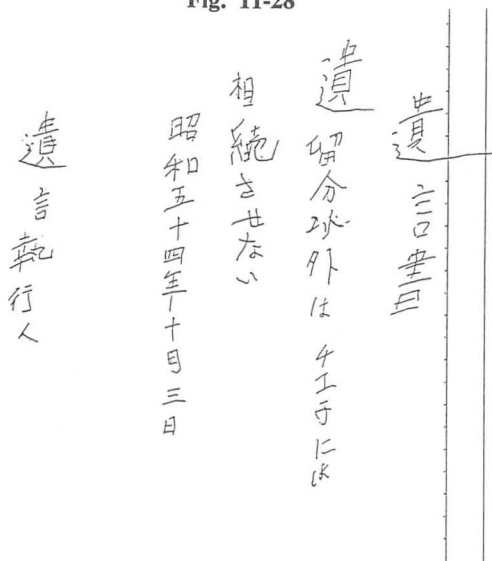 Fig. 11-28
遺言書
遺留分以外はチエ子には
相続させない
昭和五十四年十月三日
遺言執行人